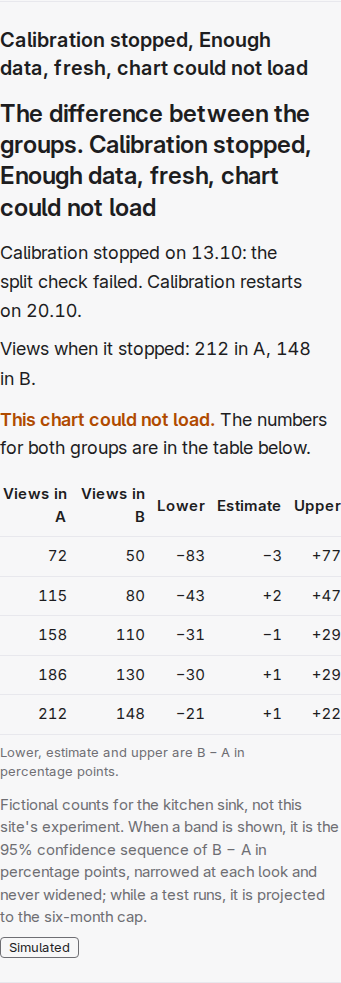 Calibration stopped, Enough
data, fresh, chart could not load
The difference between the
groups. Calibration stopped,
Enough data, fresh, chart
could not load
Calibration stopped on 13.10: the
split check failed. Calibration restarts
on 20.10.
Views when it stopped: 212 in A, 148
in B.
This chart could not load. The numbers
for both groups are in the table below.
Views in A Views in B Lower Estimate Upper
72 50 −83 −3 +77
115 80 −43 +2 +47
158 110 −31 −1 +29
186 130 −30 +1 +29
212 148 −21 +1 +22
Lower, estimate and upper are B − A in
percentage points.
Fictional counts for the kitchen sink, not this
site's experiment. When a band is shown, it is the
95% confidence sequence of B − A in
percentage points, narrowed at each look and
never widened; while a test runs, it is projected
to the six-month cap.
Simulated